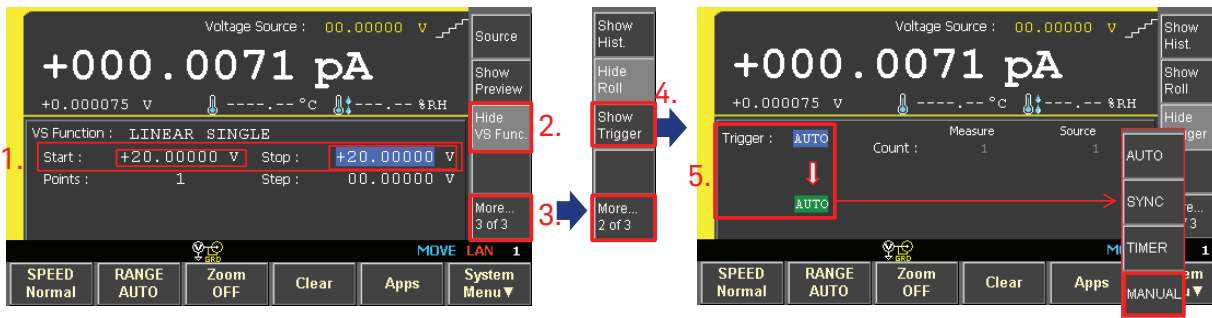 Voltage Source : 00.00000 V
+000.0071 pA
+0.000075 V ----.-- °C ---.-- %RH
VS Function : LINEAR SINGLE
1. Start : +20.00000 V Stop : +20.00000 V
Points : 1 Step : 00.00000 V
Source
Show
Preview
Hide
VS Func.
2.
More...
3 of 3
3.
GRD
MOVE LAN 1
SPEED
Normal
RANGE
AUTO
Zoom
OFF
Clear
Apps
System
Menu▼
Show
Hist.
Hide
Roll
4.
Show
Trigger
More...
2 of 3
Voltage Source : 00.00000 V
+000.0071 pA
+0.000075 V ----.-- °C ---.-- %RH
5.
Trigger : AUTO
AUTO
Measure Source
Count : 1 1
Show
Hist.
Show
Roll
Hide
AUTO
SYNC
TIMER
MANUAL
GRD
1
SPEED
Normal
RANGE
AUTO
Zoom
OFF
Clear
Apps